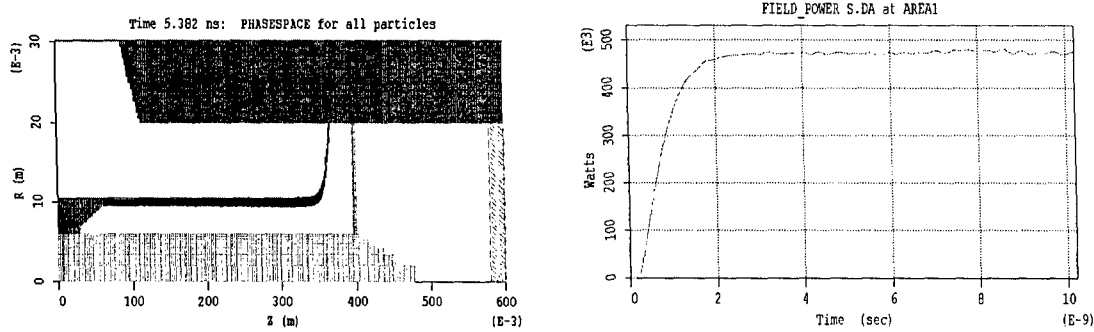 Time 5.382 ns: PHASESPACE for all particles
(E-3)
30
20
10
0
R (m)
0 100 200 300 400 500 600
Z (m)
(E-3)
FIELD_POWER S.DA at AREA1
(E3)
500
400
300
200
100
0
Watts
0 2 4 6 8 10
Time (sec)
(E-9)